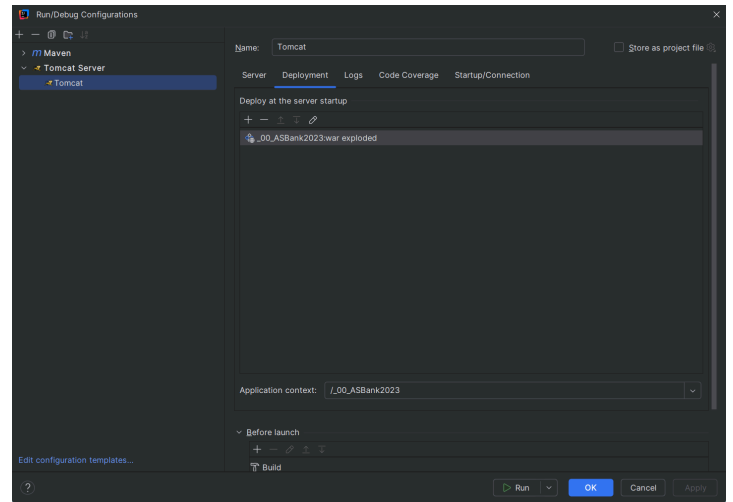 Run/Debug Configurations
Name: Tomcat
Store as project file
Maven
Tomcat Server
Tomcat
Server Deployment Logs Code Coverage Startup/Connection
Deploy at the server startup
_00_ASBank2023:war exploded
Application context: /_00_ASBank2023
Before launch
Build
Edit configuration templates...
? Run OK Cancel Apply